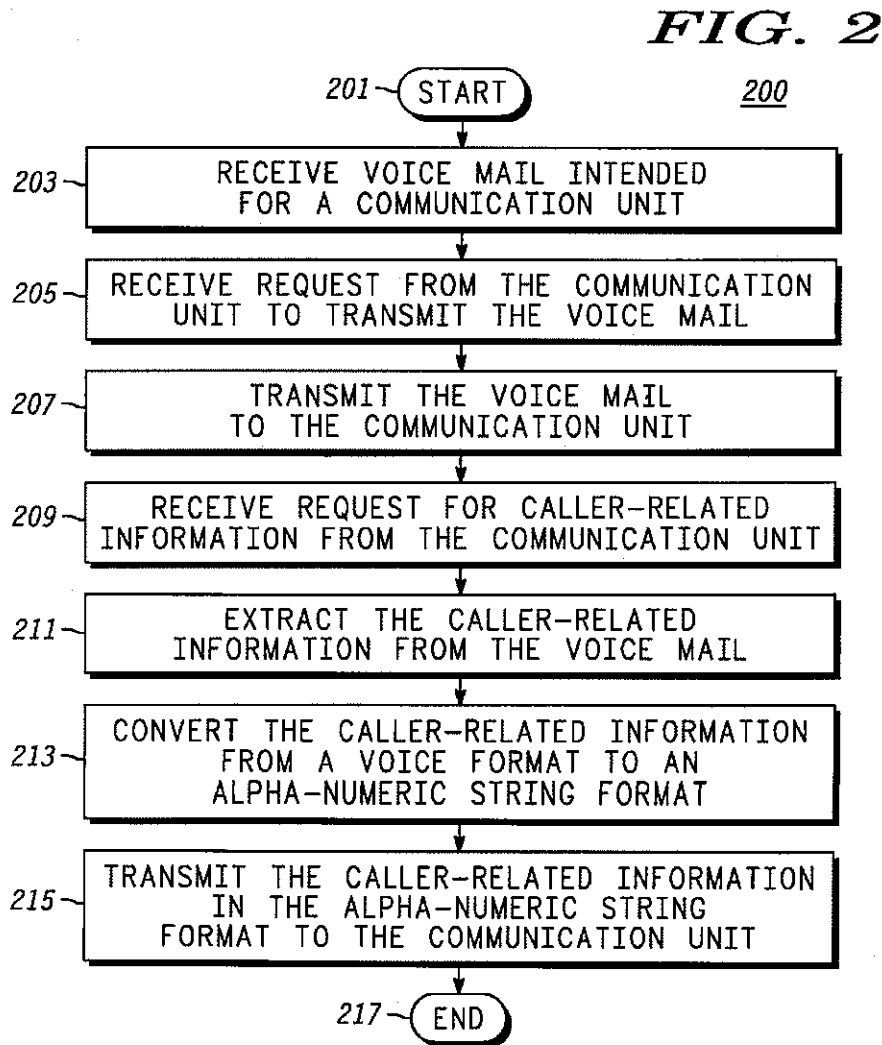 FIG. 2
200
201 START
203 RECEIVE VOICE MAIL INTENDED
FOR A COMMUNICATION UNIT
205 RECEIVE REQUEST FROM THE COMMUNICATION
UNIT TO TRANSMIT THE VOICE MAIL
207 TRANSMIT THE VOICE MAIL
TO THE COMMUNICATION UNIT
209 RECEIVE REQUEST FOR CALLER-RELATED
INFORMATION FROM THE COMMUNICATION UNIT
211 EXTRACT THE CALLER-RELATED
INFORMATION FROM THE VOICE MAIL
213 CONVERT THE CALLER-RELATED INFORMATION
FROM A VOICE FORMAT TO AN
ALPHA-NUMERIC STRING FORMAT
215 TRANSMIT THE CALLER-RELATED INFORMATION
IN THE ALPHA-NUMERIC STRING
FORMAT TO THE COMMUNICATION UNIT
217 END